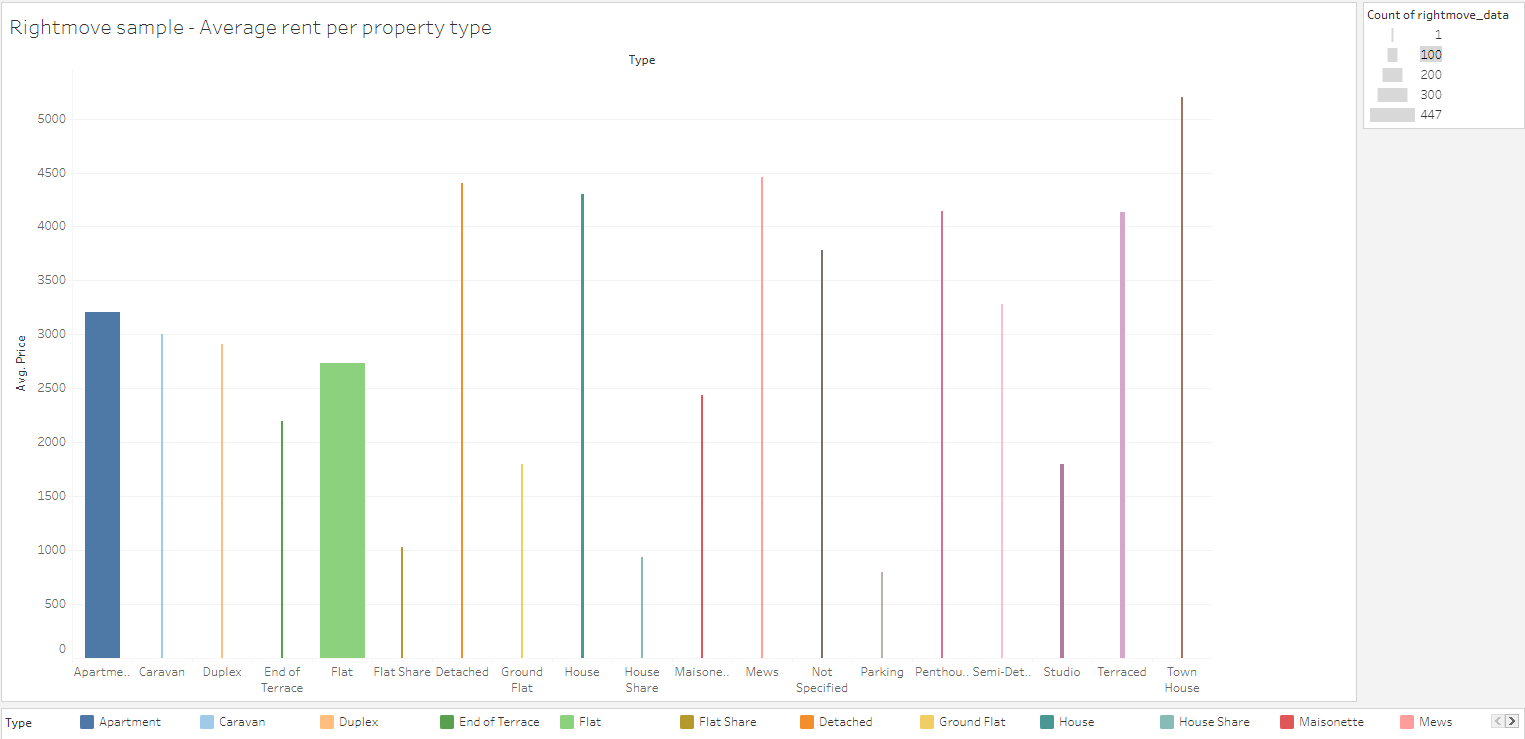 Rightmove sample - Average rent per property type
Type
Avg. Price
5000
4500
4000
3500
3000
2500
2000
1500
1000
500
0
Apartme.. Caravan Duplex End of Terrace Flat Flat Share Detached Ground Flat House House Share Maisone.. Mews Not Specified Parking Penthou.. Semi-Det.. Studio Terraced Town House
Count of rightmove_data
1
100
200
300
447
Type Apartment Caravan Duplex End of Terrace Flat Flat Share Detached Ground Flat House House Share Maisonette Mews